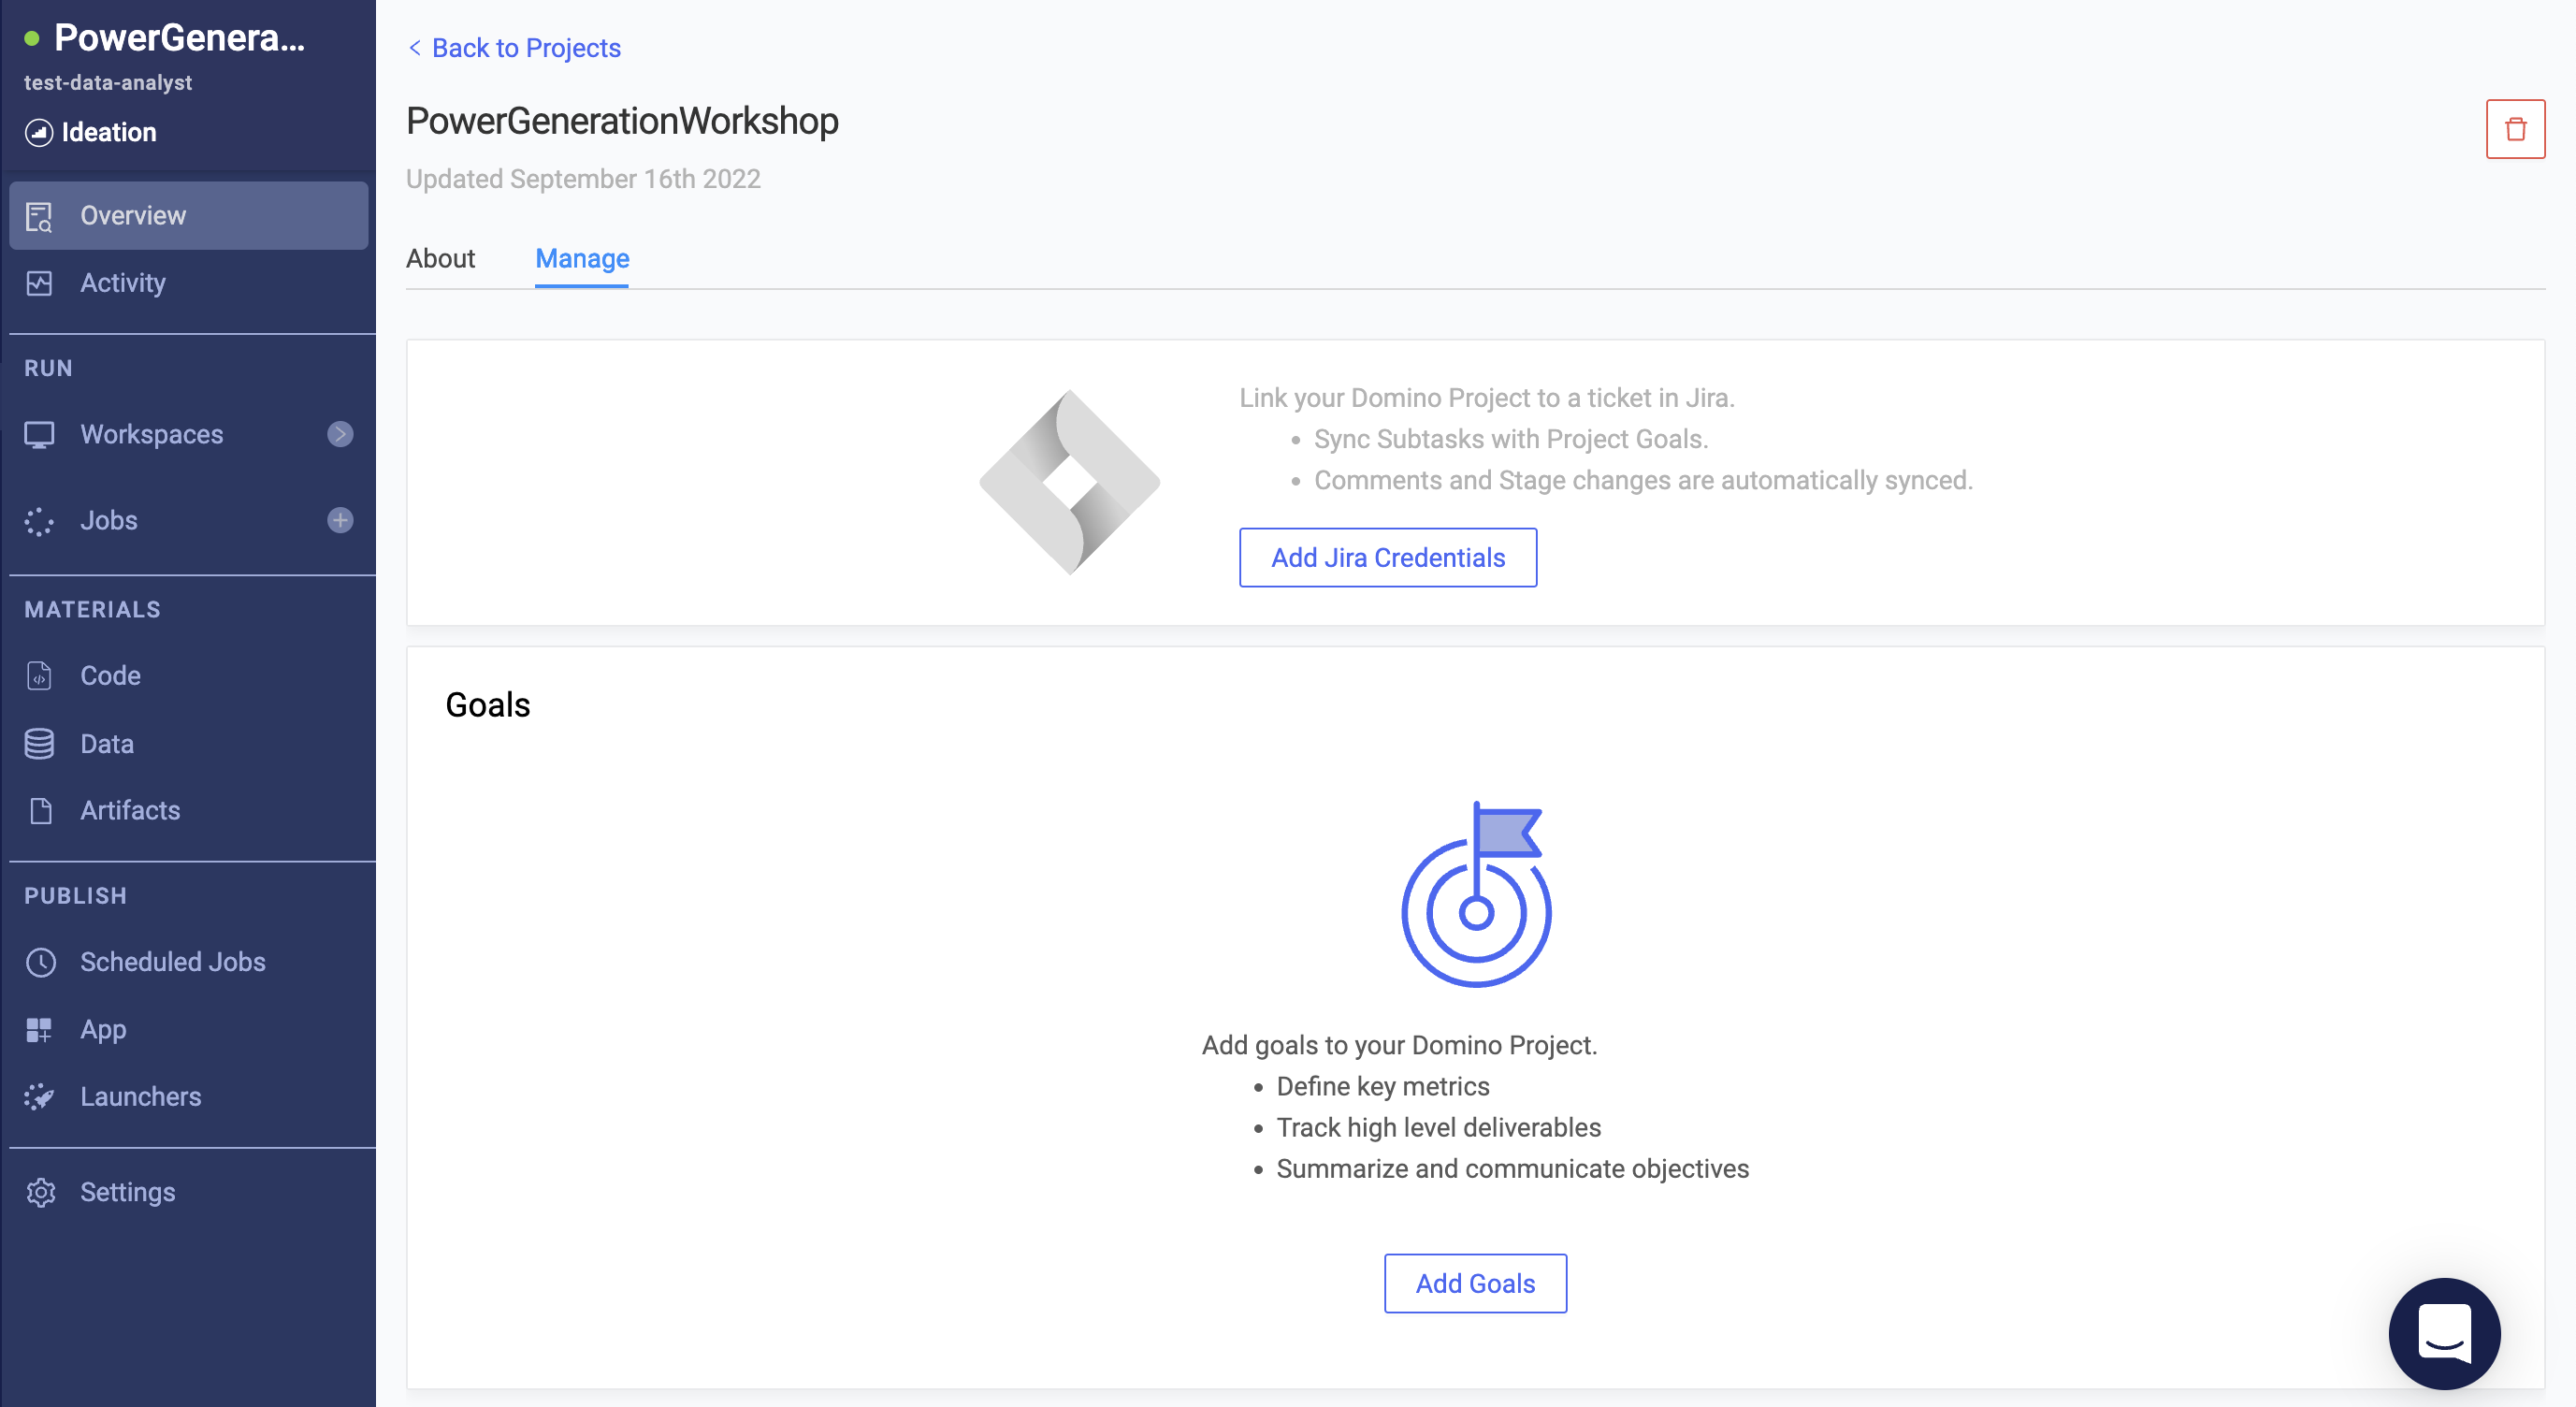 PowerGenera...
test-data-analyst
Ideation
Overview
Activity
RUN
Workspaces
Jobs
MATERIALS
Code
Data
Artifacts
PUBLISH
Scheduled Jobs
App
Launchers
Settings
< Back to Projects
PowerGenerationWorkshop
Updated September 16th 2022
About Manage
Link your Domino Project to a ticket in Jira.
• Sync Subtasks with Project Goals.
• Comments and Stage changes are automatically synced.
Add Jira Credentials
Goals
Add goals to your Domino Project.
• Define key metrics
• Track high level deliverables
• Summarize and communicate objectives
Add Goals